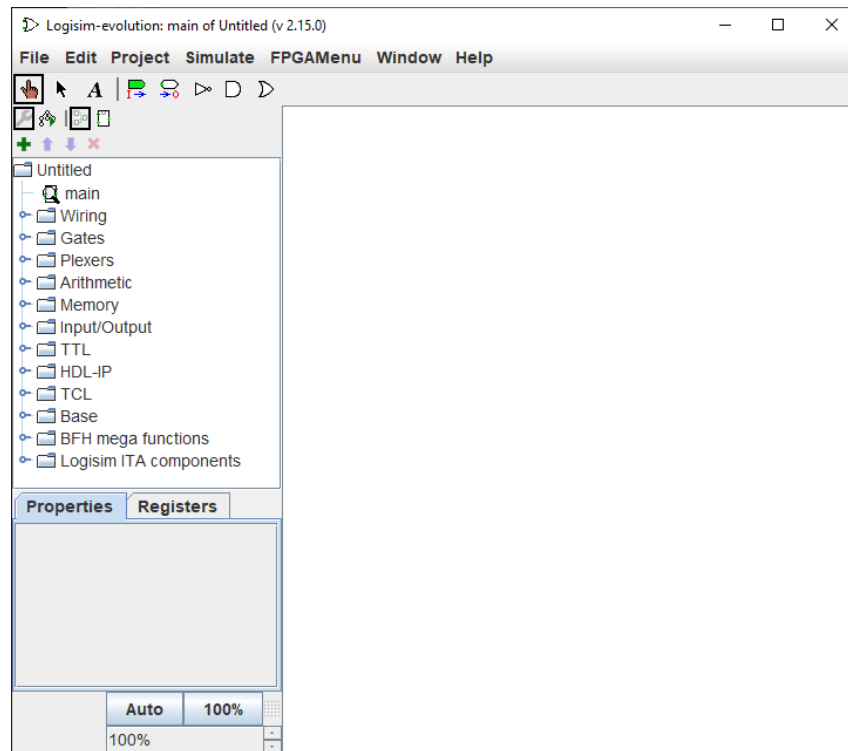 Logisim-evolution: main of Untitled (v 2.15.0)
File Edit Project Simulate FPGAMenu Window Help
A
Untitled
main
Wiring
Gates
Plexers
Arithmetic
Memory
Input/Output
TTL
HDL-IP
TCL
Base
BFH mega functions
Logisim ITA components
Properties Registers
Auto 100%
100%